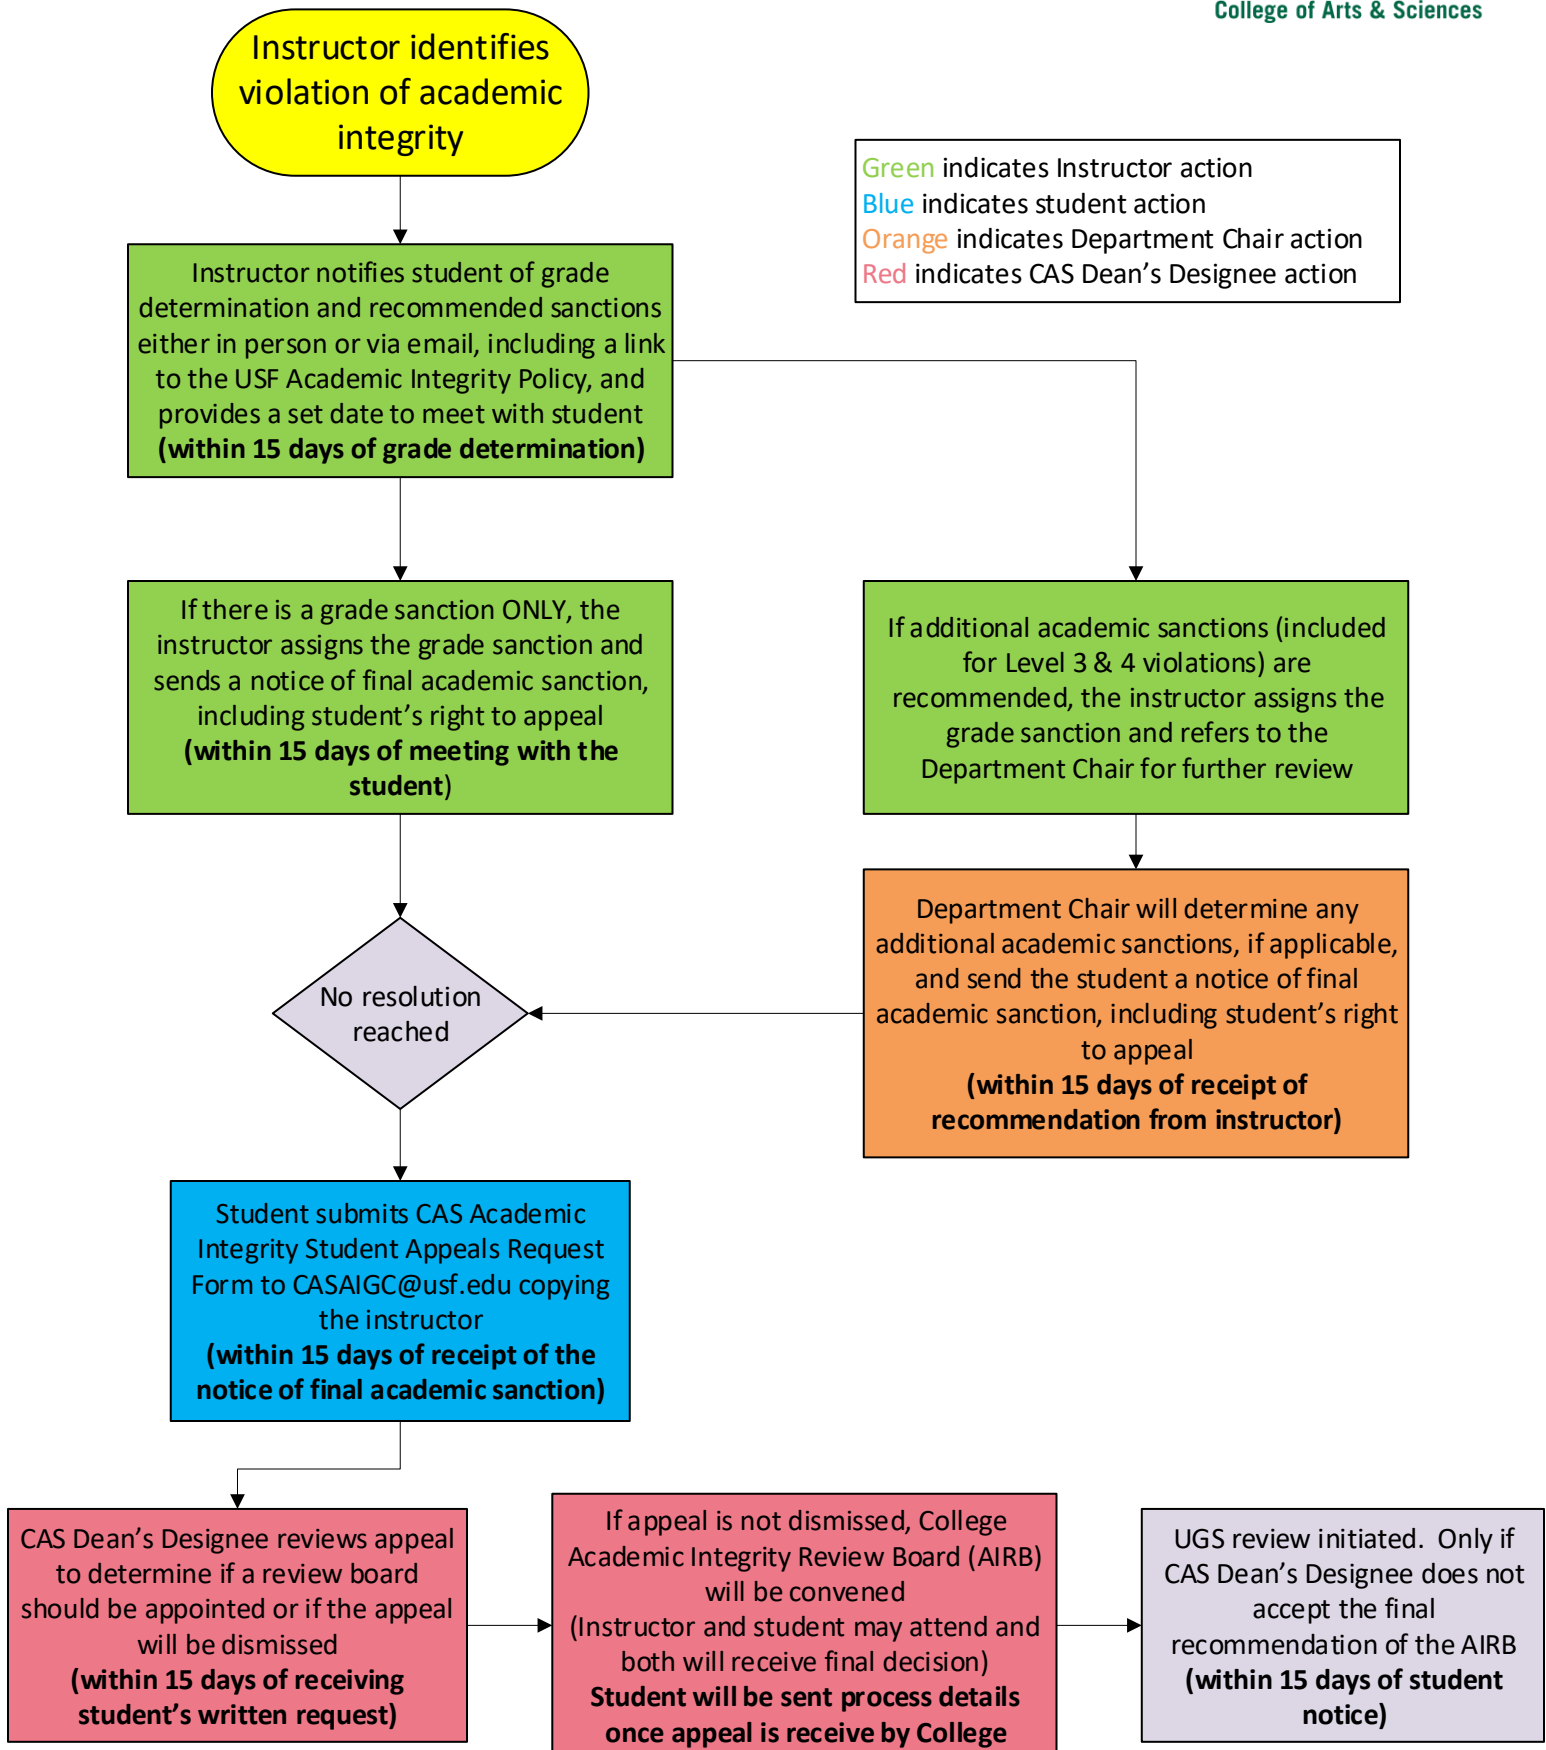 College of Arts & Sciences
Instructor identifies
violation of academic
integrity
Green indicates Instructor action
Blue indicates student action
Orange indicates Department Chair action
Red indicates CAS Dean’s Designee action
Instructor notifies student of grade
determination and recommended sanctions
either in person or via email, including a link
to the USF Academic Integrity Policy, and
provides a set date to meet with student
(within 15 days of grade determination)
If there is a grade sanction ONLY, the
instructor assigns the grade sanction and
sends a notice of final academic sanction,
including student’s right to appeal
(within 15 days of meeting with the
student)
If additional academic sanctions (included
for Level 3 & 4 violations) are
recommended, the instructor assigns the
grade sanction and refers to the
Department Chair for further review
Department Chair will determine any
additional academic sanctions, if applicable,
and send the student a notice of final
academic sanction, including student’s right
to appeal
(within 15 days of receipt of
recommendation from instructor)
No resolution
reached
Student submits CAS Academic
Integrity Student Appeals Request
Form to CASAIGC@usf.edu copying
the instructor
(within 15 days of receipt of the
notice of final academic sanction)
CAS Dean’s Designee reviews appeal
to determine if a review board
should be appointed or if the appeal
will be dismissed
(within 15 days of receiving
student’s written request)
If appeal is not dismissed, College
Academic Integrity Review Board (AIRB)
will be convened
(Instructor and student may attend and
both will receive final decision)
Student will be sent process details
once appeal is receive by College
UGS review initiated. Only if
CAS Dean’s Designee does not
accept the final
recommendation of the AIRB
(within 15 days of student
notice)